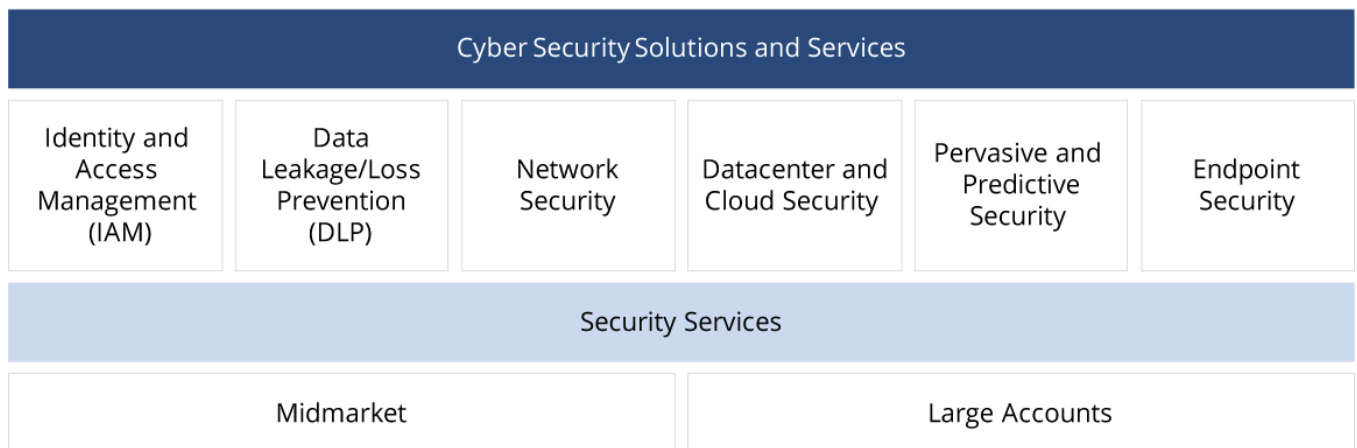 Cyber Security Solutions and Services
Identity and
Access
Management
(IAM)
Data
Leakage/Loss
Prevention
(DLP)
Network
Security
Datacenter and
Cloud Security
Pervasive and
Predictive
Security
Endpoint
Security
Security Services
Midmarket
Large Accounts